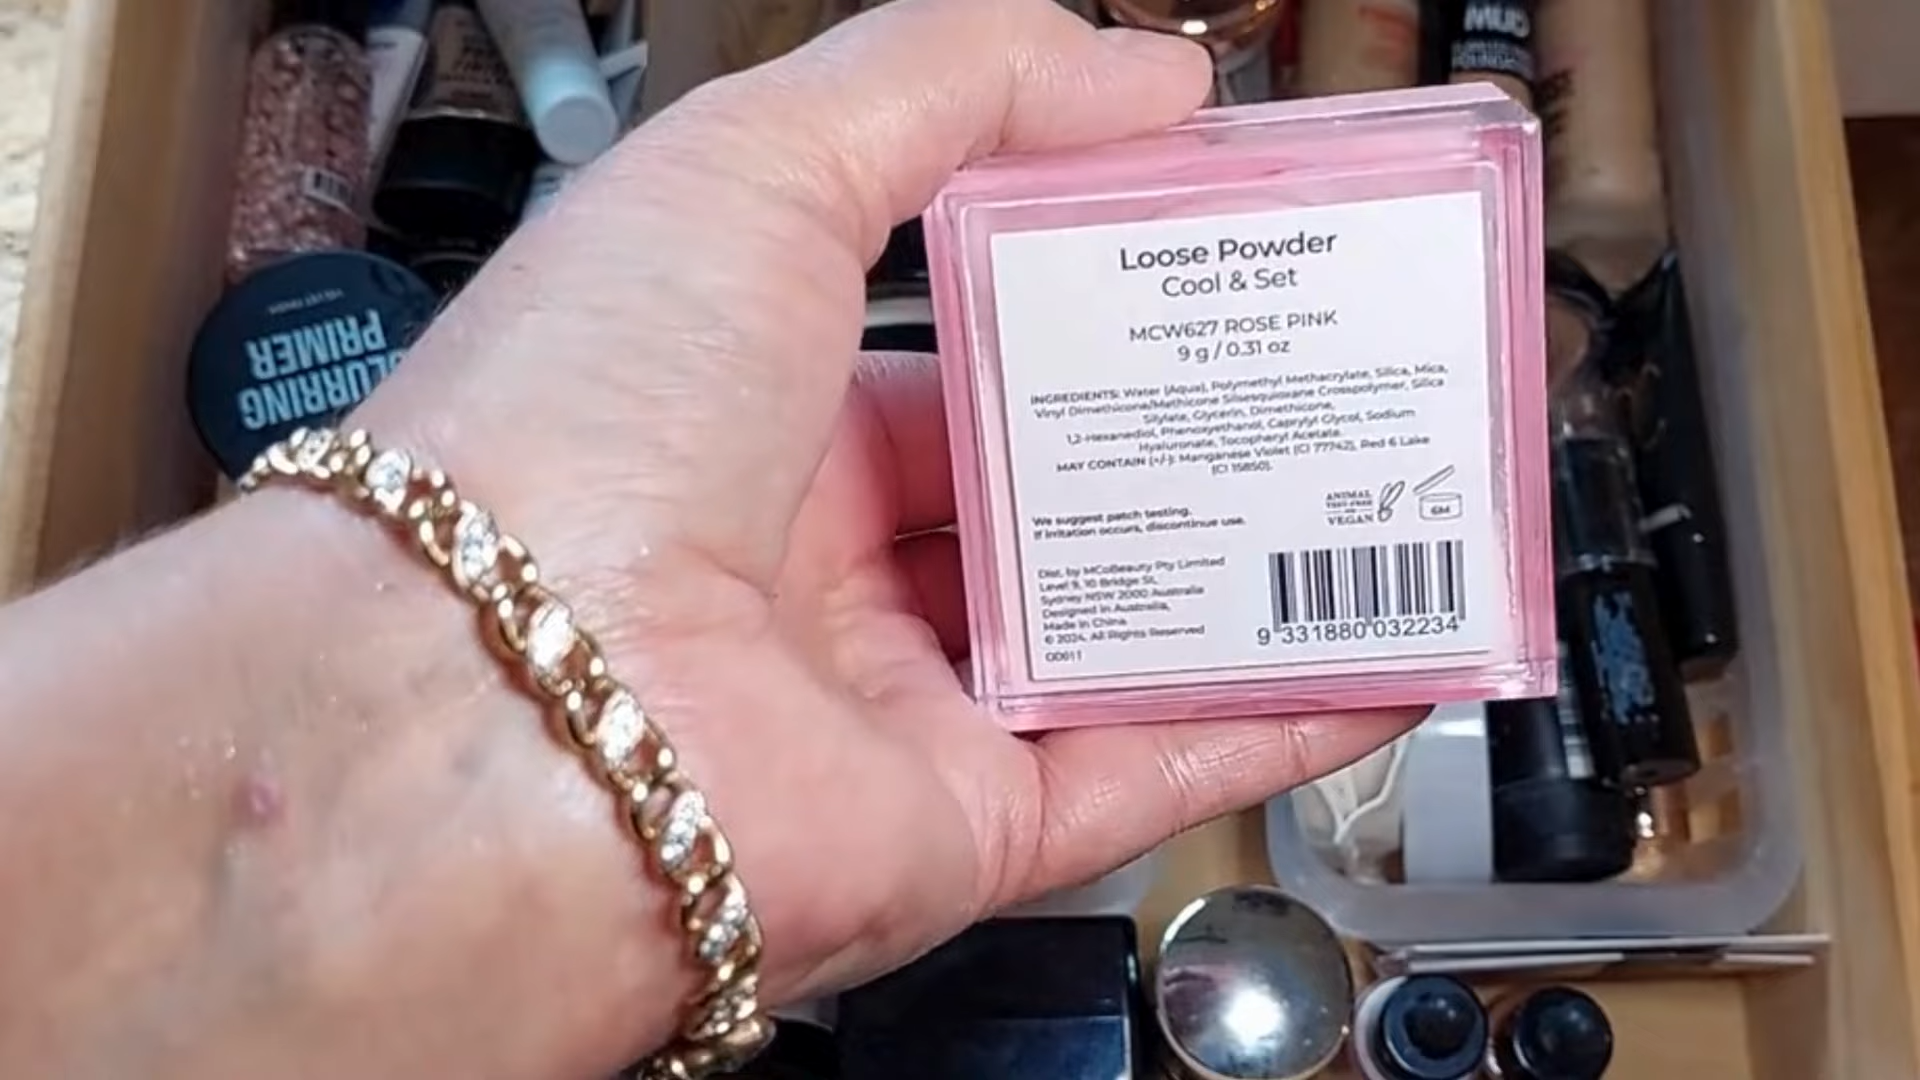 Loose Powder
Cool & Set
MCW627 ROSE PINK
9 g / 0.31 oz
INGREDIENTS: Water (Aqua), Polymethyl Methacrylate, Silica, Mica,
Vinyl Dimethicone/Methicone Silsesquioxane Crosspolymer, Silica
Silylate, Glycerin, Dimethicone,
1,2-Hexanediol, Phenoxyethanol, Caprylyl Glycol, Sodium
Hyaluronate, Tocopheryl Acetate.
MAY CONTAIN (+/-): Manganese Violet (CI 77742), Red 6 Lake
(CI 15850).
We suggest patch testing.
If irritation occurs, discontinue use.
ANIMAL
TEST-FREE
VEGAN
6M
Dist. by MCoBeauty Pty Limited
Level 9, 10 Bridge St,
Sydney NSW 2000 Australia
Designed in Australia,
Made in China
© 2024. All Rights Reserved
OD611
9 331880 032234
BLURRING
PRIMER